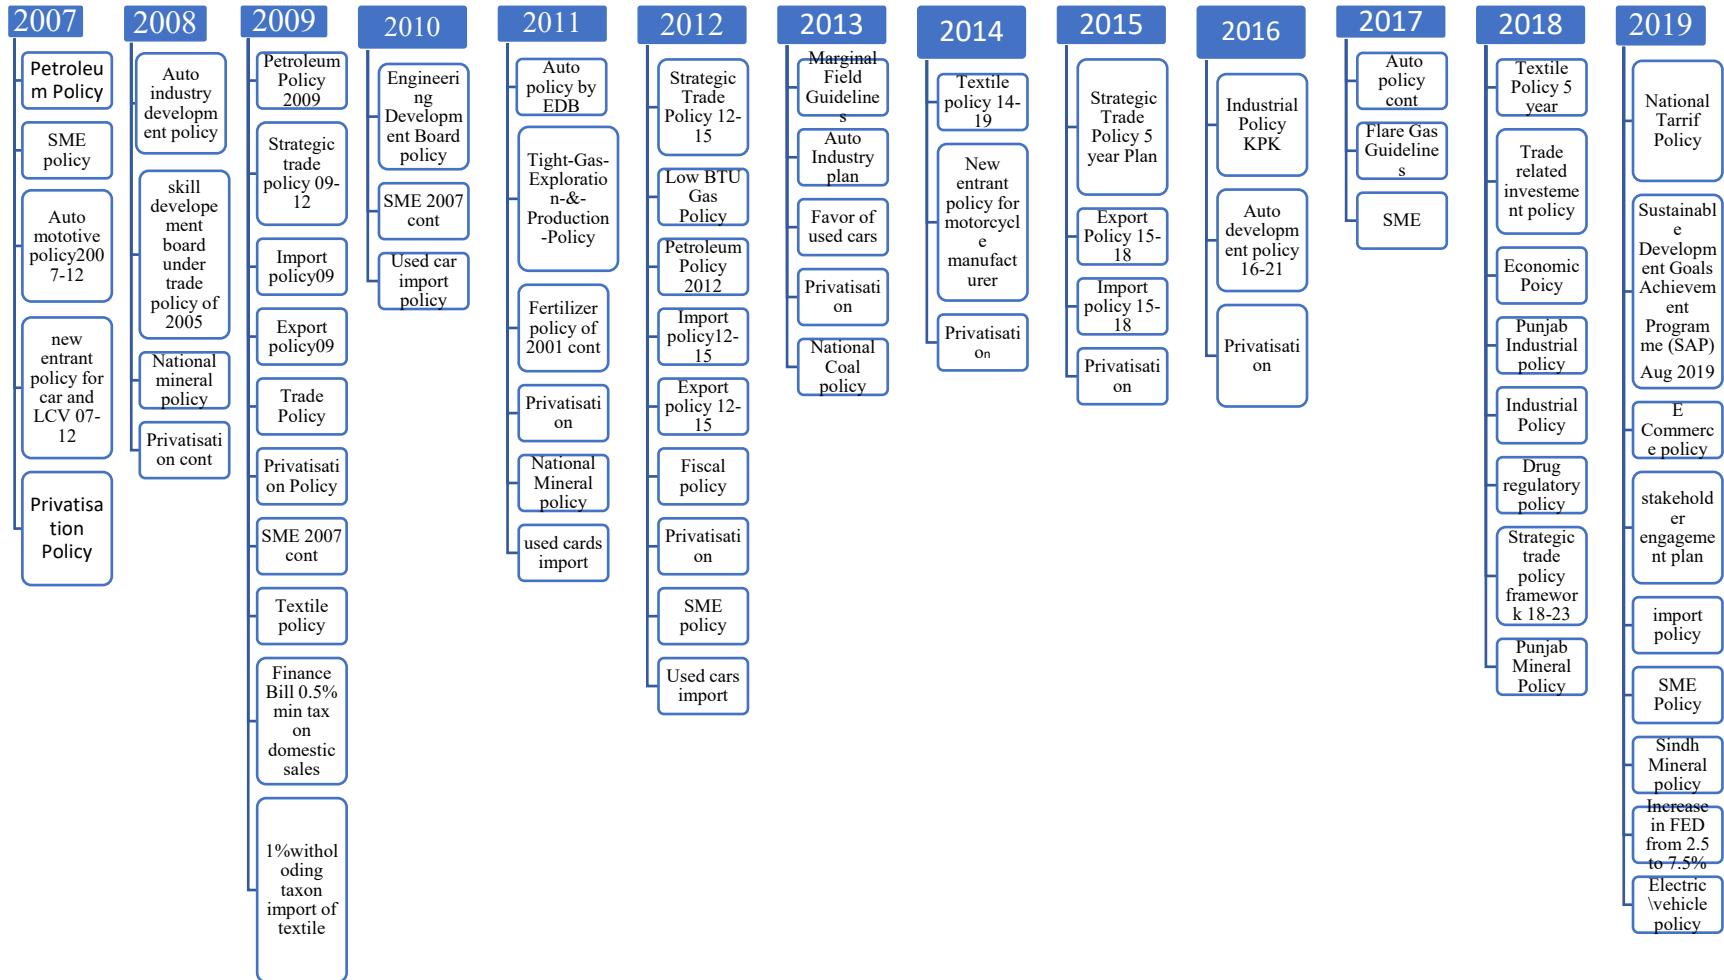 2007
Petroleu
m Policy
SME
policy
Auto
mototive
policy200
7-12
new
entrant
policy for
car and
LCV 07-
12
Privatisa
tion
Policy
2008
Auto
industry
developm
ent policy
skill
develope
ment
board
under
trade
policy of
2005
National
mineral
policy
Privatisati
on cont
2009
Petroleum
Policy
2009
Strategic
trade
policy 09-
12
Import
policy09
Export
policy09
Trade
Policy
Privatisati
on Policy
SME 2007
cont
Textile
policy
Finance
Bill 0.5%
min tax
on
domestic
sales
1%withol
oding
taxon
import of
textile
2010
Engineeri
ng
Developm
ent Board
policy
SME 2007
cont
Used car
import
policy
2011
Auto
policy by
EDB
Tight-Gas-
Exploratio
n-&-
Production
-Policy
Fertilizer
policy of
2001 cont
Privatisati
on
National
Mineral
policy
used cards
import
2012
Strategic
Trade
Policy 12-
15
Low BTU
Gas
Policy
Petroleum
Policy
2012
Import
policy12-
15
Export
policy 12-
15
Fiscal
policy
Privatisati
on
SME
policy
Used cars
import
2013
Marginal
Field
Guideline
s
Auto
Industry
plan
Favor of
used cars
Privatisati
on
National
Coal
policy
2014
Textile
policy 14-
19
New
entrant
policy for
motorcycl
e
manufact
urer
Privatisati
on
2015
Strategic
Trade
Policy 5
year Plan
Export
Policy 15-
18
Import
policy 15-
18
Privatisati
on
2016
Industrial
Policy
KPK
Auto
developm
ent policy
16-21
Privatisati
on
2017
Auto
policy
cont
Flare Gas
Guideline
s
SME
2018
Textile
Policy 5
year
Trade
related
investeme
nt policy
Economic
Poicy
Punjab
Industrial
policy
Industrial
Policy
Drug
regulatory
policy
Strategic
trade
policy
framewor
k 18-23
Punjab
Mineral
Policy
2019
National
Tarrif
Policy
Sustainabl
e
Developm
ent Goals
Achievem
ent
Program
me (SAP)
Aug 2019
E
Commerc
e policy
stakehold
er
engageme
nt plan
import
policy
SME
Policy
Sindh
Mineral
policy
Increase
in FED
from 2.5
to 7.5%
Electric
\vehicle
policy